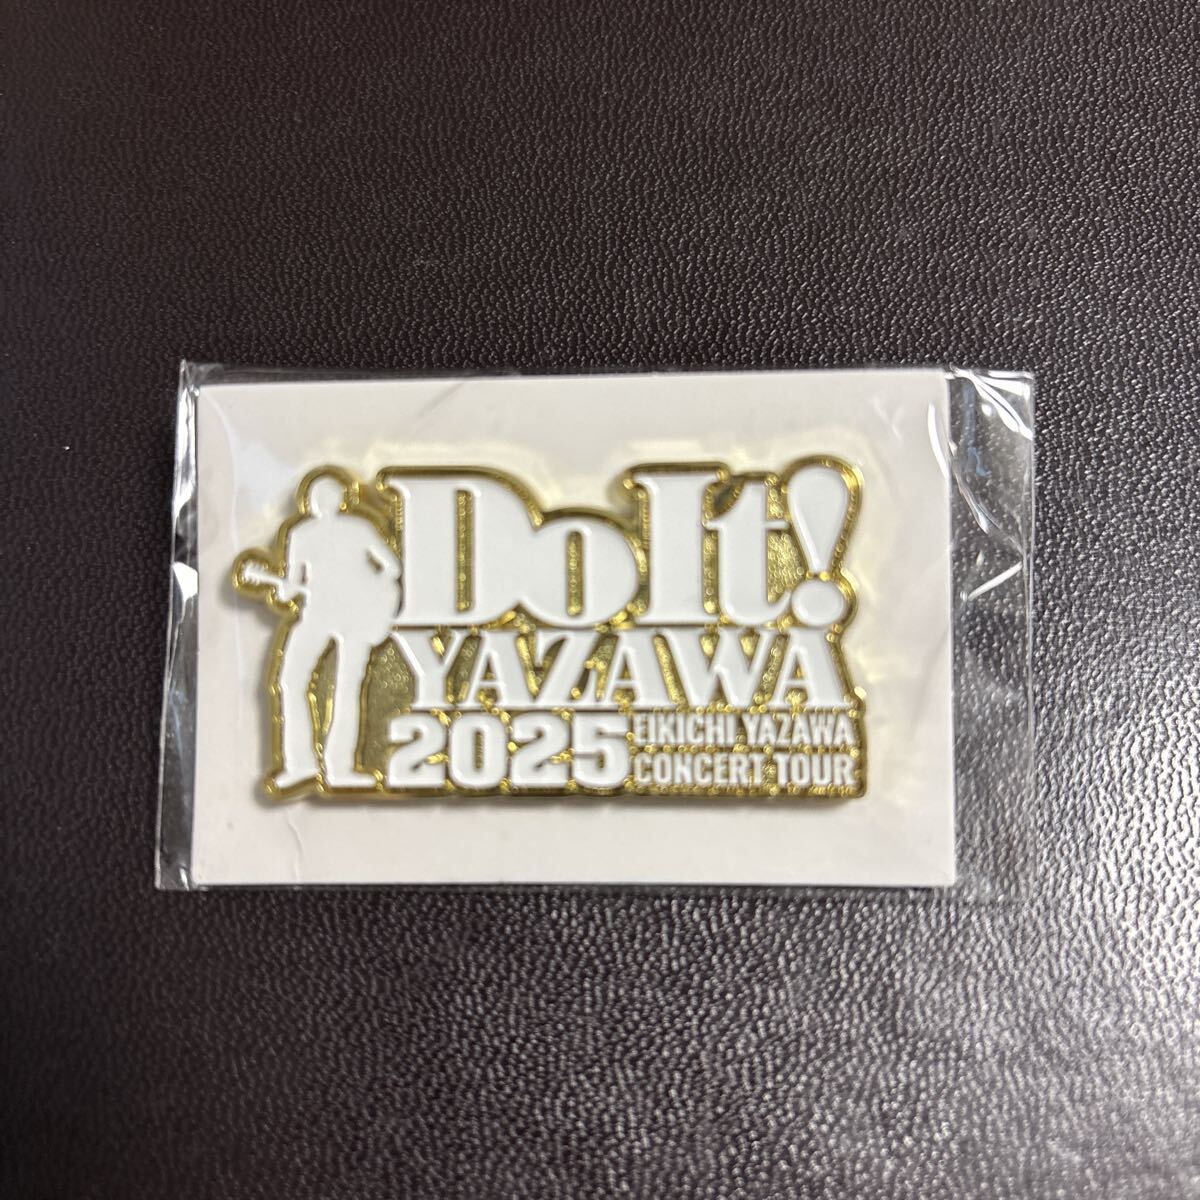 Do It!
YAZAWA
2025 EIKICHI YAZAWA
CONCERT TOUR